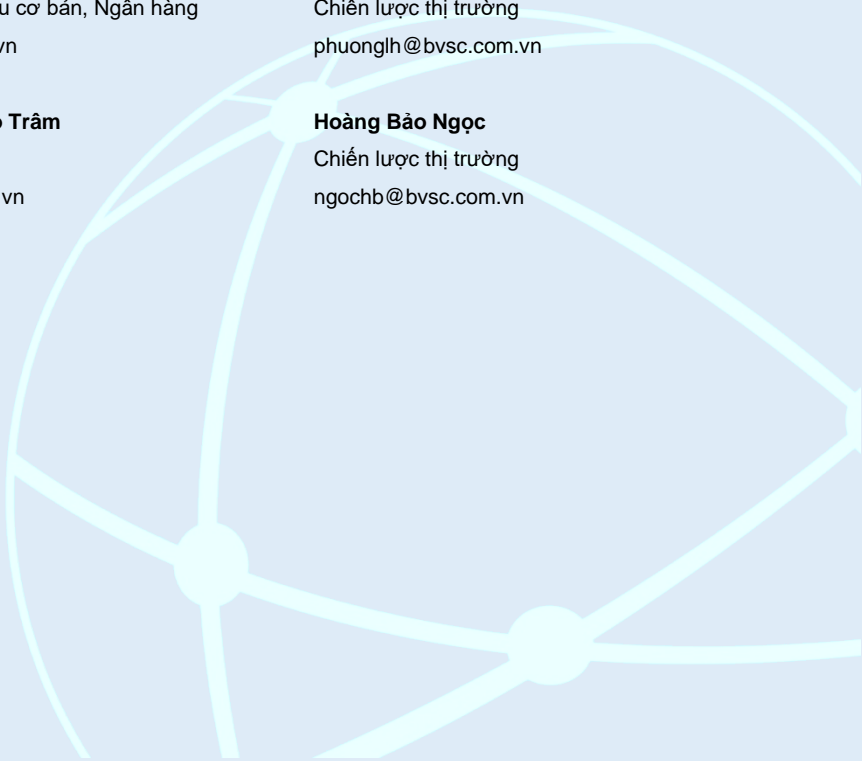 u cơ bản, Ngân hàng
vn
Trâm
vn
Chiến lược thị trường
phuonglh@bvsc.com.vn
Hoàng Bảo Ngọc
Chiến lược thị trường
ngochb@bvsc.com.vn